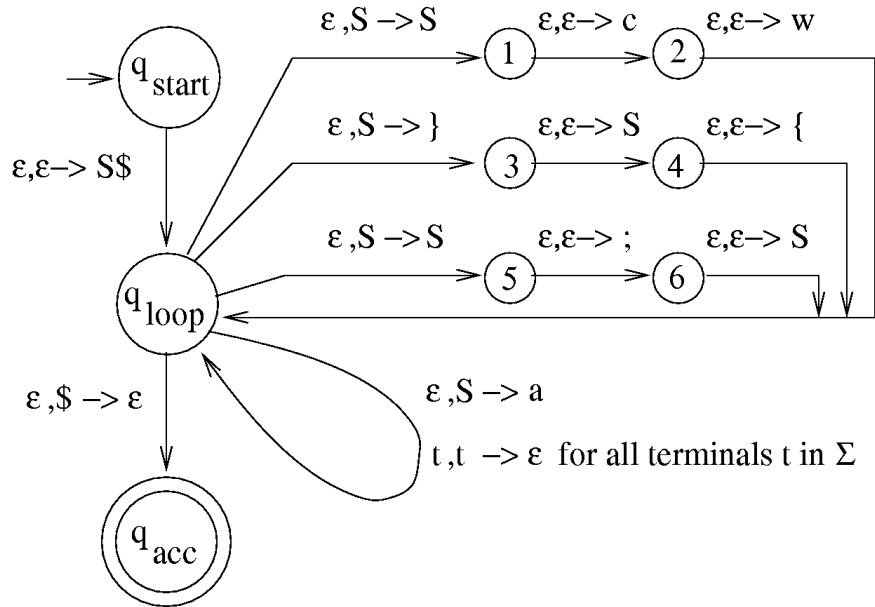 ε,S −> S
1
ε,ε−> c
2
ε,ε−> w
q start
ε,S −> }
3
ε,ε−> S
4
ε,ε−> {
ε,ε−> S$
ε,S −> S
5
ε,ε−> ;
6
ε,ε−> S
q loop
ε,$ −> ε
ε,S −> a
t,t −> ε for all terminals t in Σ
q acc